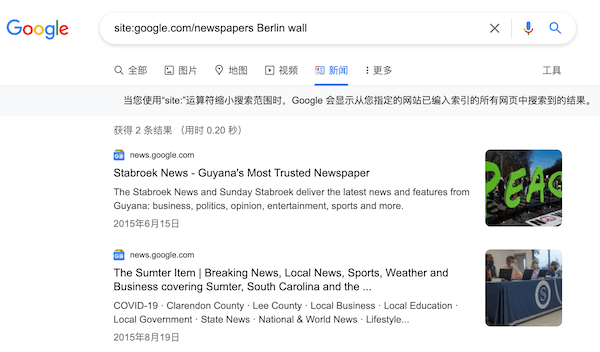 Google
site:google.com/newspapers Berlin wall
全部 图片 地图 视频 新闻 更多 工具
当您使用“site:”运算符缩小搜索范围时，Google 会显示从您指定的网站已编入索引的所有网页中搜索到的结果。
获得 2 条结果 （用时 0.20 秒）
news.google.com
Stabroek News - Guyana's Most Trusted Newspaper
The Stabroek News and Sunday Stabroek deliver the latest news and features from
Guyana: business, politics, opinion, entertainment, sports and more.
2015年6月15日
PEAC
news.google.com
The Sumter Item | Breaking News, Local News, Sports, Weather and
Business covering Sumter, South Carolina and the ...
COVID-19 · Clarendon County · Lee County · Local Business · Local Education ·
Local Government · State News · National & World News · Lifestyle...
2015年8月19日
S